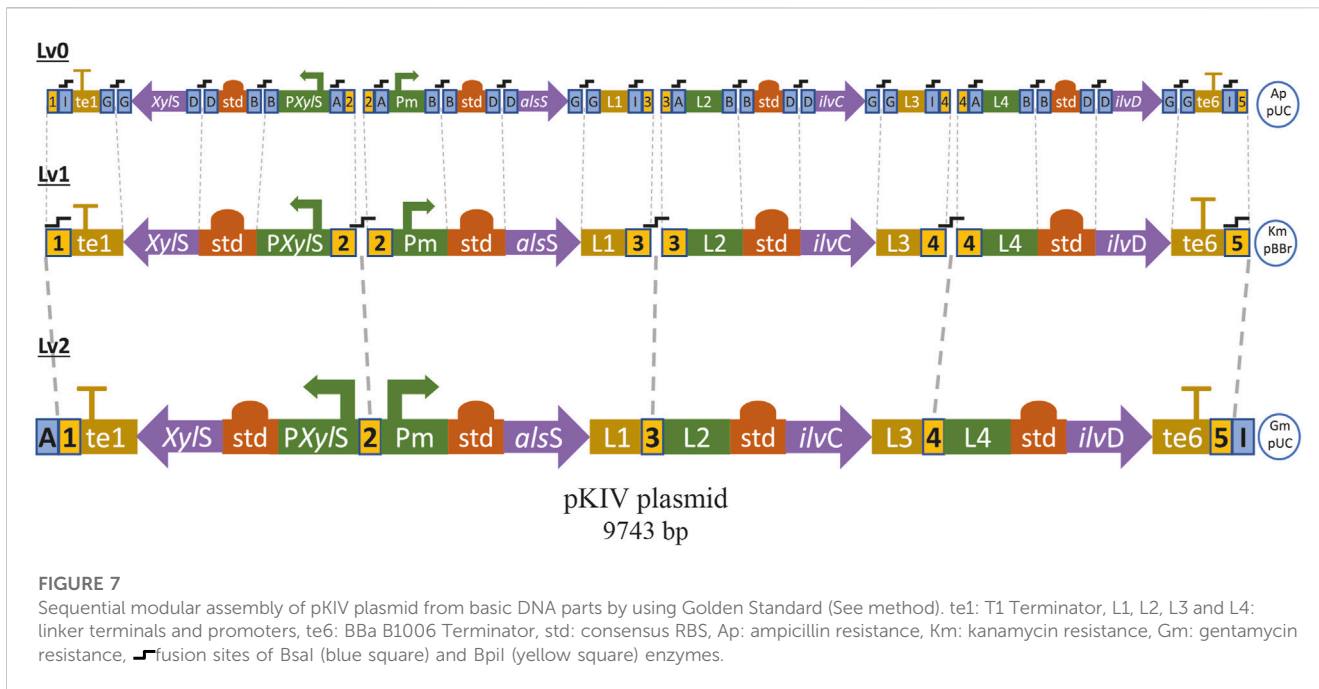 Lv0
1 I te1 G G XylS D D std B B PXylS A 2 2 A Pm B B std D D alsS G G L1 I 3 3 A L2 B B std D D ilvC G G L3 I 4 4 A L4 B B std D D ilvD G G te6 I 5 Ap
pUC
Lv1
1 te1 XylS std PXylS 2 2 Pm std alsS L1 3 3 L2 std ilvC L3 4 4 L4 std ilvD te6 5 Km
pBBr
Lv2
A 1 te1 XylS std PXylS 2 Pm std alsS L1 3 L2 std ilvC L3 4 L4 std ilvD te6 5 I Gm
pUC
pKIV plasmid
9743 bp
FIGURE 7
Sequential modular assembly of pKIV plasmid from basic DNA parts by using Golden Standard (See method). te1: T1 Terminator, L1, L2, L3 and L4:
linker terminals and promoters, te6: BBa B1006 Terminator, std: consensus RBS, Ap: ampicillin resistance, Km: kanamycin resistance, Gm: gentamycin
resistance, fusion sites of BsaI (blue square) and BpiI (yellow square) enzymes.